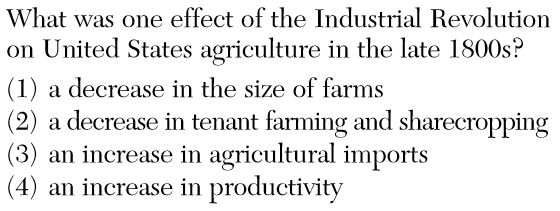 What was one effect of the Industrial Revolution
on United States agriculture in the late 1800s?
(1) a decrease in the size of farms
(2) a decrease in tenant farming and sharecropping
(3) an increase in agricultural imports
(4) an increase in productivity